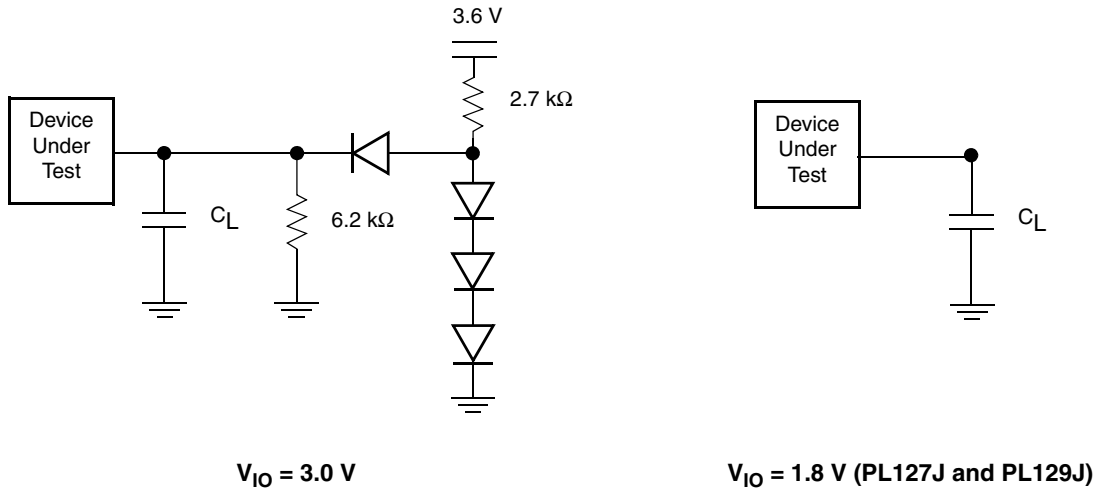 3.6 V
2.7 kΩ
Device
Under
Test
C_L
6.2 kΩ
Device
Under
Test
C_L
V_IO = 3.0 V
V_IO = 1.8 V (PL127J and PL129J)